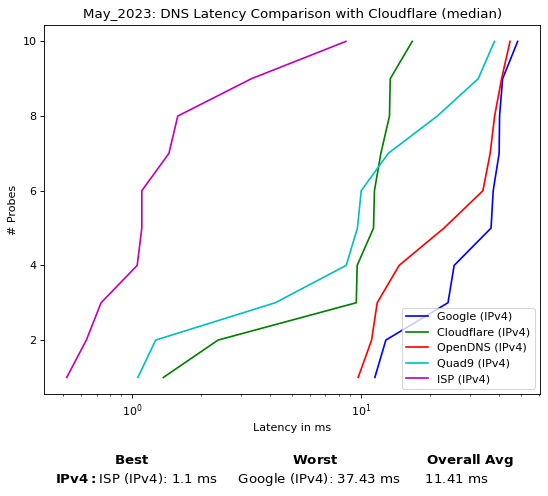 May_2023: DNS Latency Comparison with Cloudflare (median)
# Probes
10
8
6
4
2
Google (IPv4)
Cloudflare (IPv4)
OpenDNS (IPv4)
Quad9 (IPv4)
ISP (IPv4)
10⁰ 10¹
Latency in ms
Best Worst Overall Avg
IPv4: ISP (IPv4): 1.1 ms Google (IPv4): 37.43 ms 11.41 ms